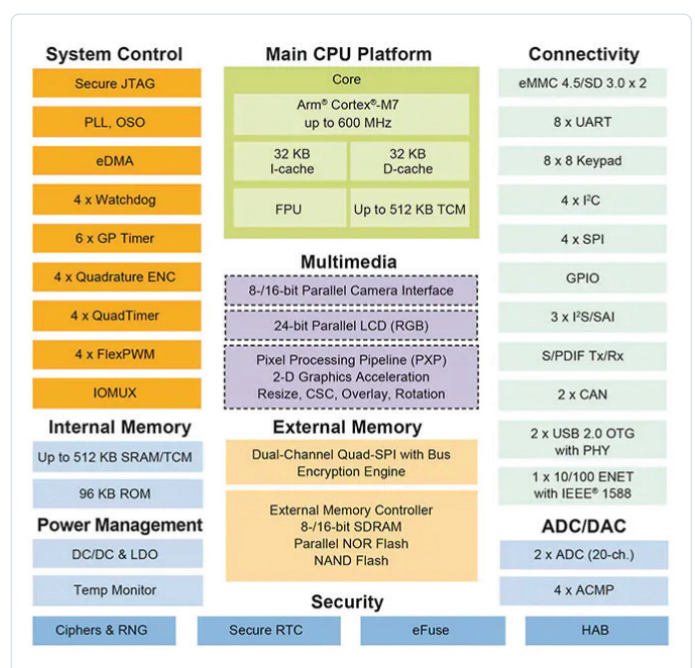 System Control
Secure JTAG
PLL, OSO
eDMA
4 x Watchdog
6 x GP Timer
4 x Quadrature ENC
4 x QuadTimer
4 x FlexPWM
IOMUX
Internal Memory
Up to 512 KB SRAM/TCM
96 KB ROM
Power Management
DC/DC & LDO
Temp Monitor
Main CPU Platform
Core
Arm® Cortex®-M7
up to 600 MHz
32 KB
I-cache
32 KB
D-cache
FPU
Up to 512 KB TCM
Multimedia
8-/16-bit Parallel Camera Interface
24-bit Parallel LCD (RGB)
Pixel Processing Pipeline (PXP)
2-D Graphics Acceleration
Resize, CSC, Overlay, Rotation
External Memory
Dual-Channel Quad-SPI with Bus
Encryption Engine
External Memory Controller
8-/16-bit SDRAM
Parallel NOR Flash
NAND Flash
Connectivity
eMMC 4.5/SD 3.0 x 2
8 x UART
8 x 8 Keypad
4 x I²C
4 x SPI
GPIO
3 x I²S/SAI
S/PDIF Tx/Rx
2 x CAN
2 x USB 2.0 OTG
with PHY
1 x 10/100 ENET
with IEEE® 1588
ADC/DAC
2 x ADC (20-ch.)
4 x ACMP
Security
Ciphers & RNG
Secure RTC
eFuse
HAB